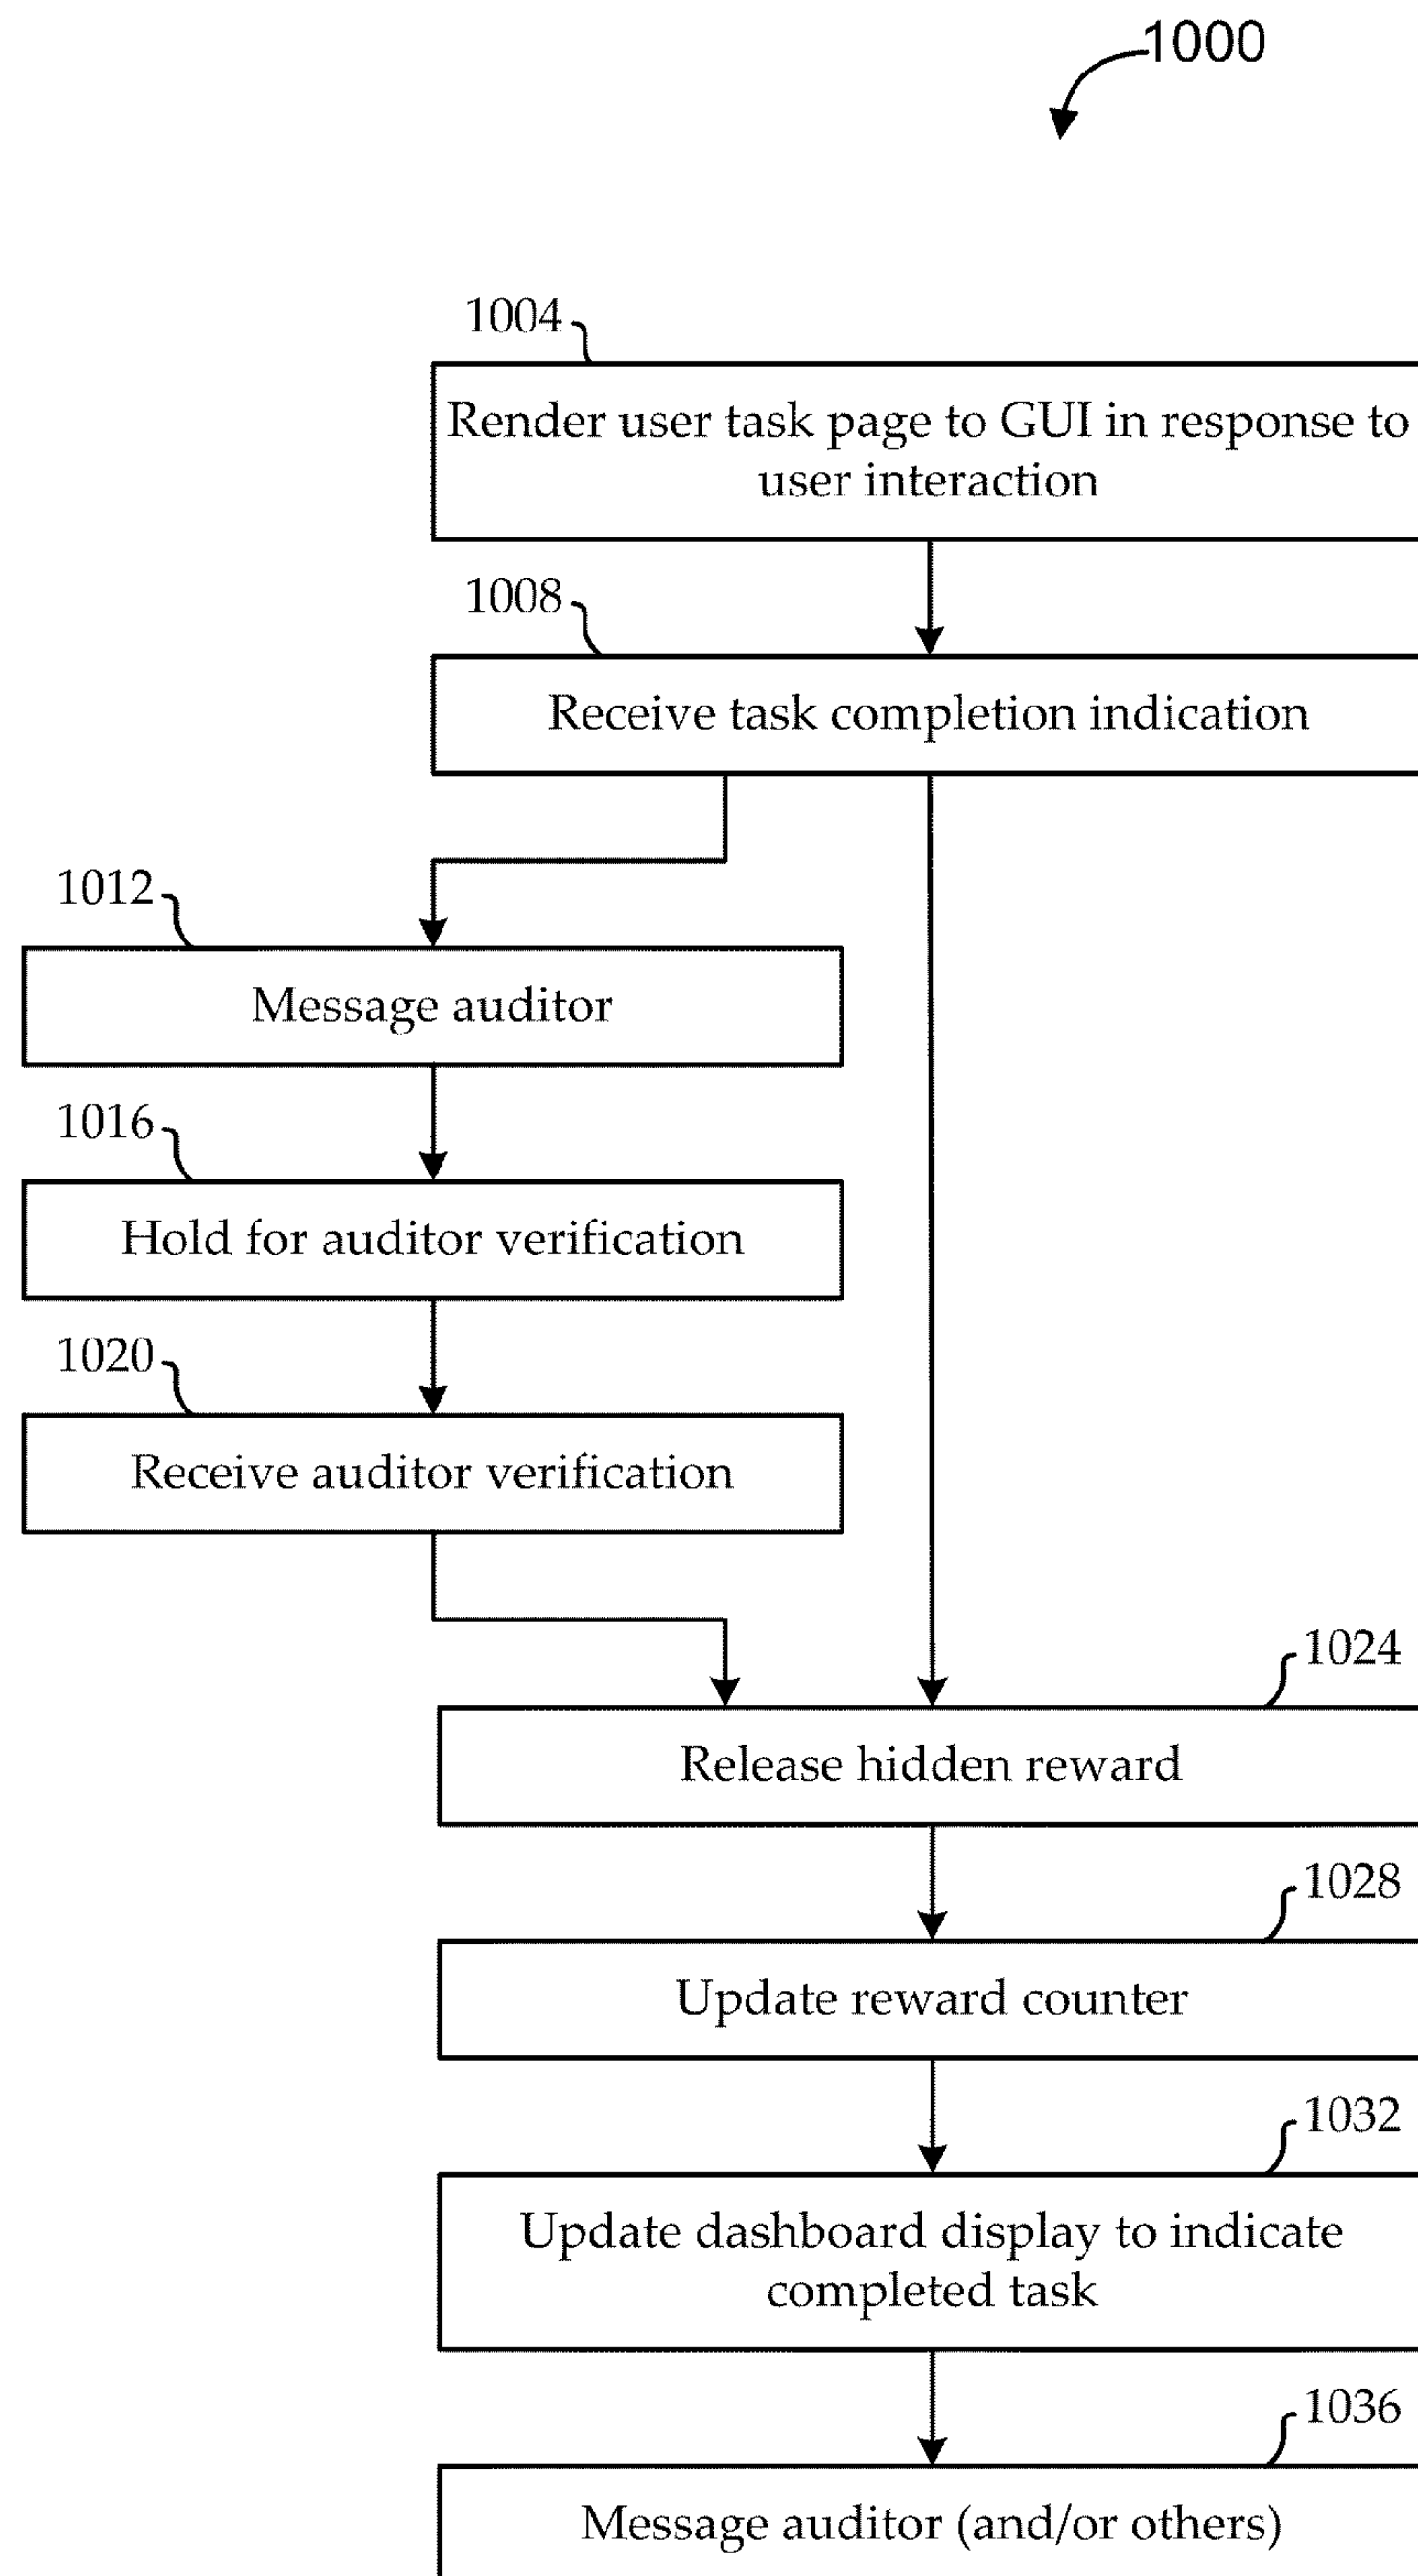 1000
1004
Render user task page to GUI in response to
user interaction
1008
Receive task completion indication
1012
Message auditor
1016
Hold for auditor verification
1020
Receive auditor verification
1024
Release hidden reward
1028
Update reward counter
1032
Update dashboard display to indicate
completed task
1036
Message auditor (and/or others)